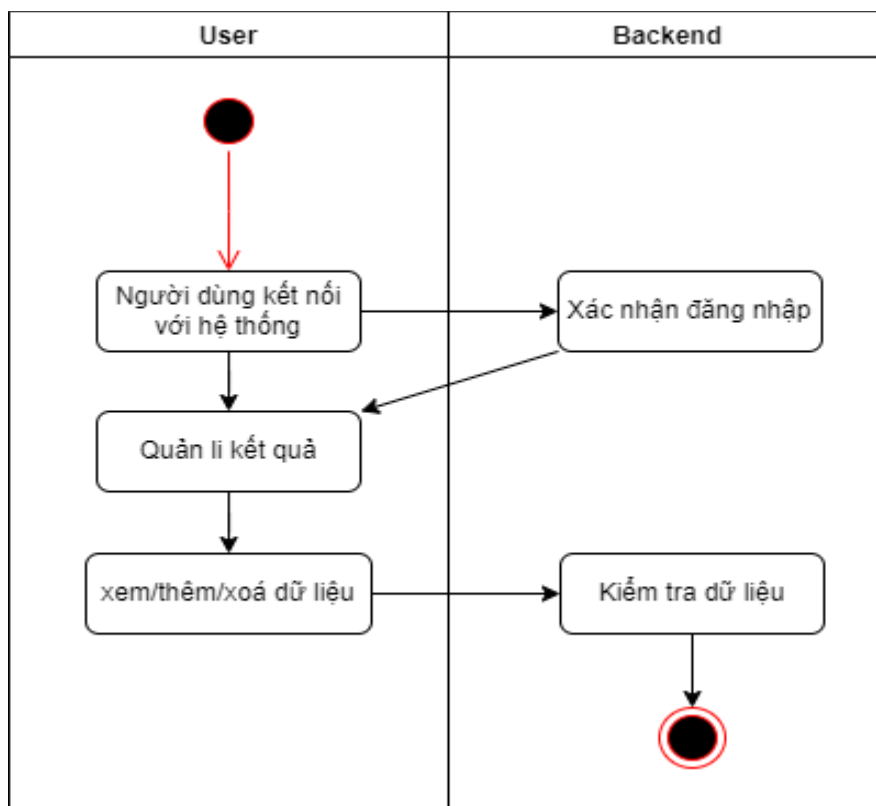 User
Backend
Người dùng kết nối
với hệ thống
Xác nhận đăng nhập
Quản li kết quả
xem/thêm/xoá dữ liệu
Kiểm tra dữ liệu